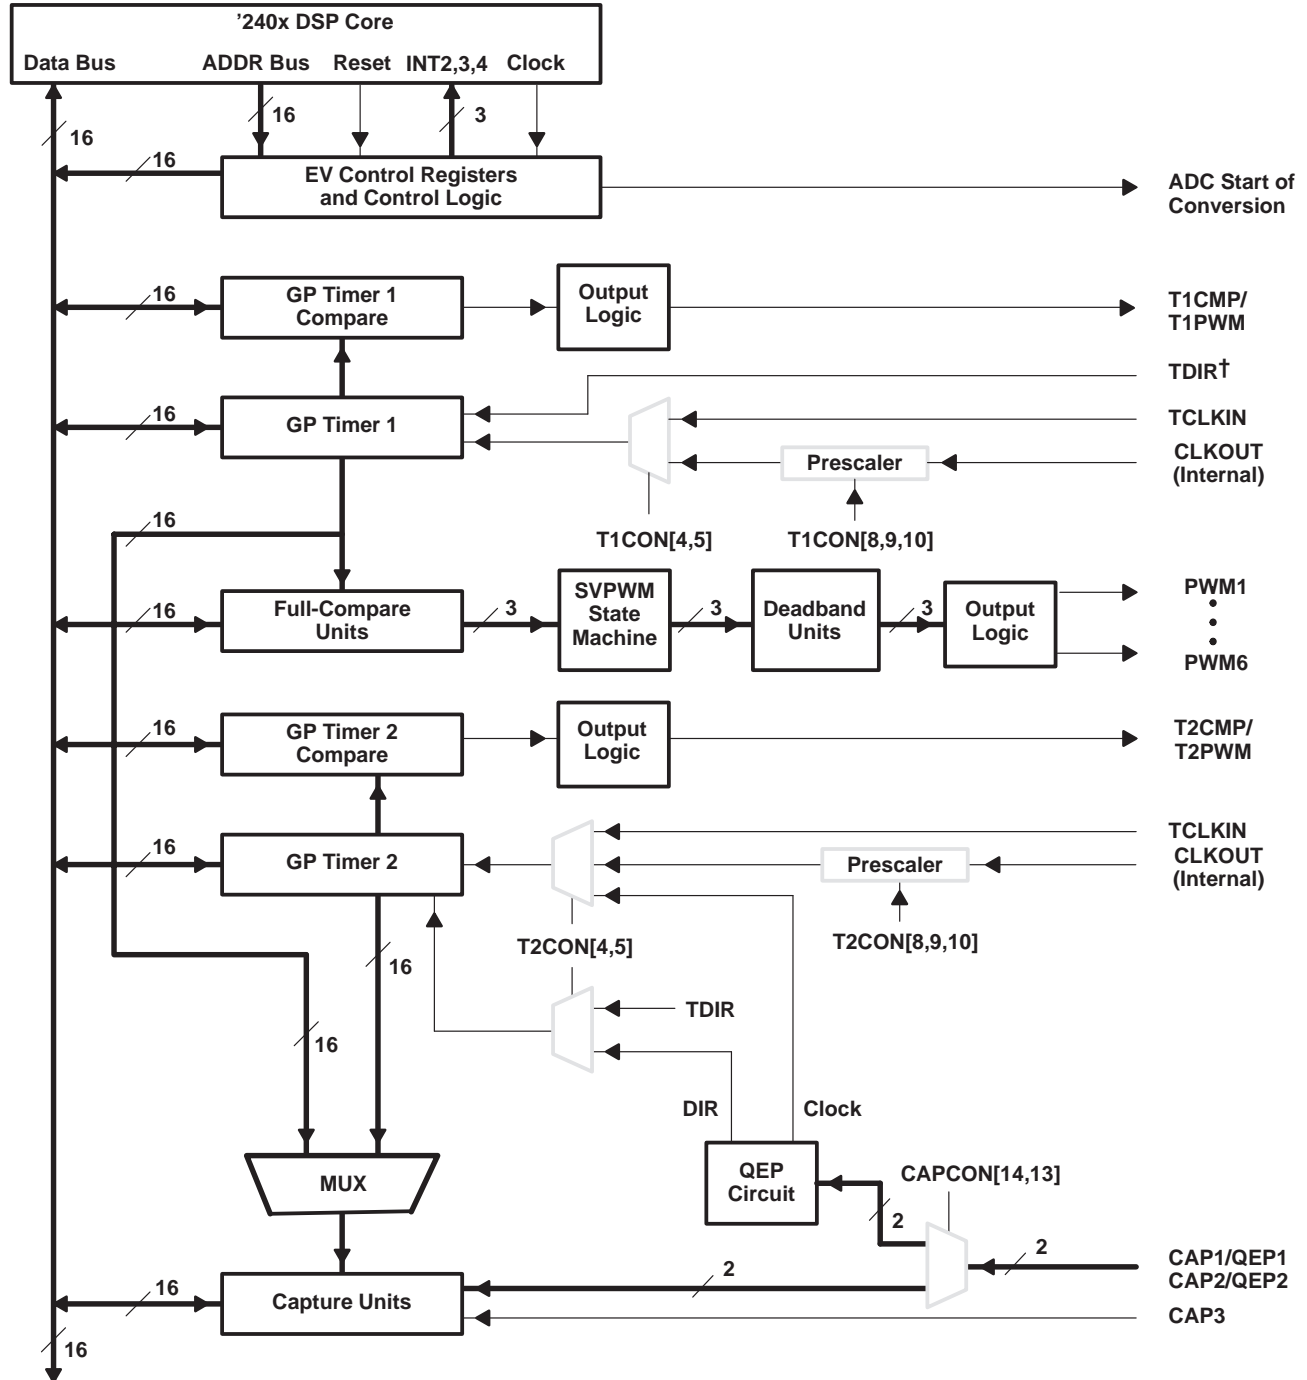 ’240x DSP Core
Data Bus
ADDR Bus
Reset
INT2,3,4
Clock
16
16
3
16
EV Control Registers
and Control Logic
ADC Start of
Conversion
16
GP Timer 1
Compare
Output
Logic
T1CMP/
T1PWM
TDIR†
16
GP Timer 1
TCLKIN
Prescaler
CLKOUT
(Internal)
16
T1CON[4,5]
T1CON[8,9,10]
16
Full-Compare
Units
3
SVPWM
State
Machine
3
Deadband
Units
3
Output
Logic
PWM1
PWM6
16
GP Timer 2
Compare
Output
Logic
T2CMP/
T2PWM
16
GP Timer 2
TCLKIN
Prescaler
CLKOUT
(Internal)
T2CON[4,5]
T2CON[8,9,10]
16
TDIR
16
DIR
Clock
MUX
QEP
Circuit
CAPCON[14,13]
2
2
CAP1/QEP1
CAP2/QEP2
2
16
Capture Units
CAP3
16